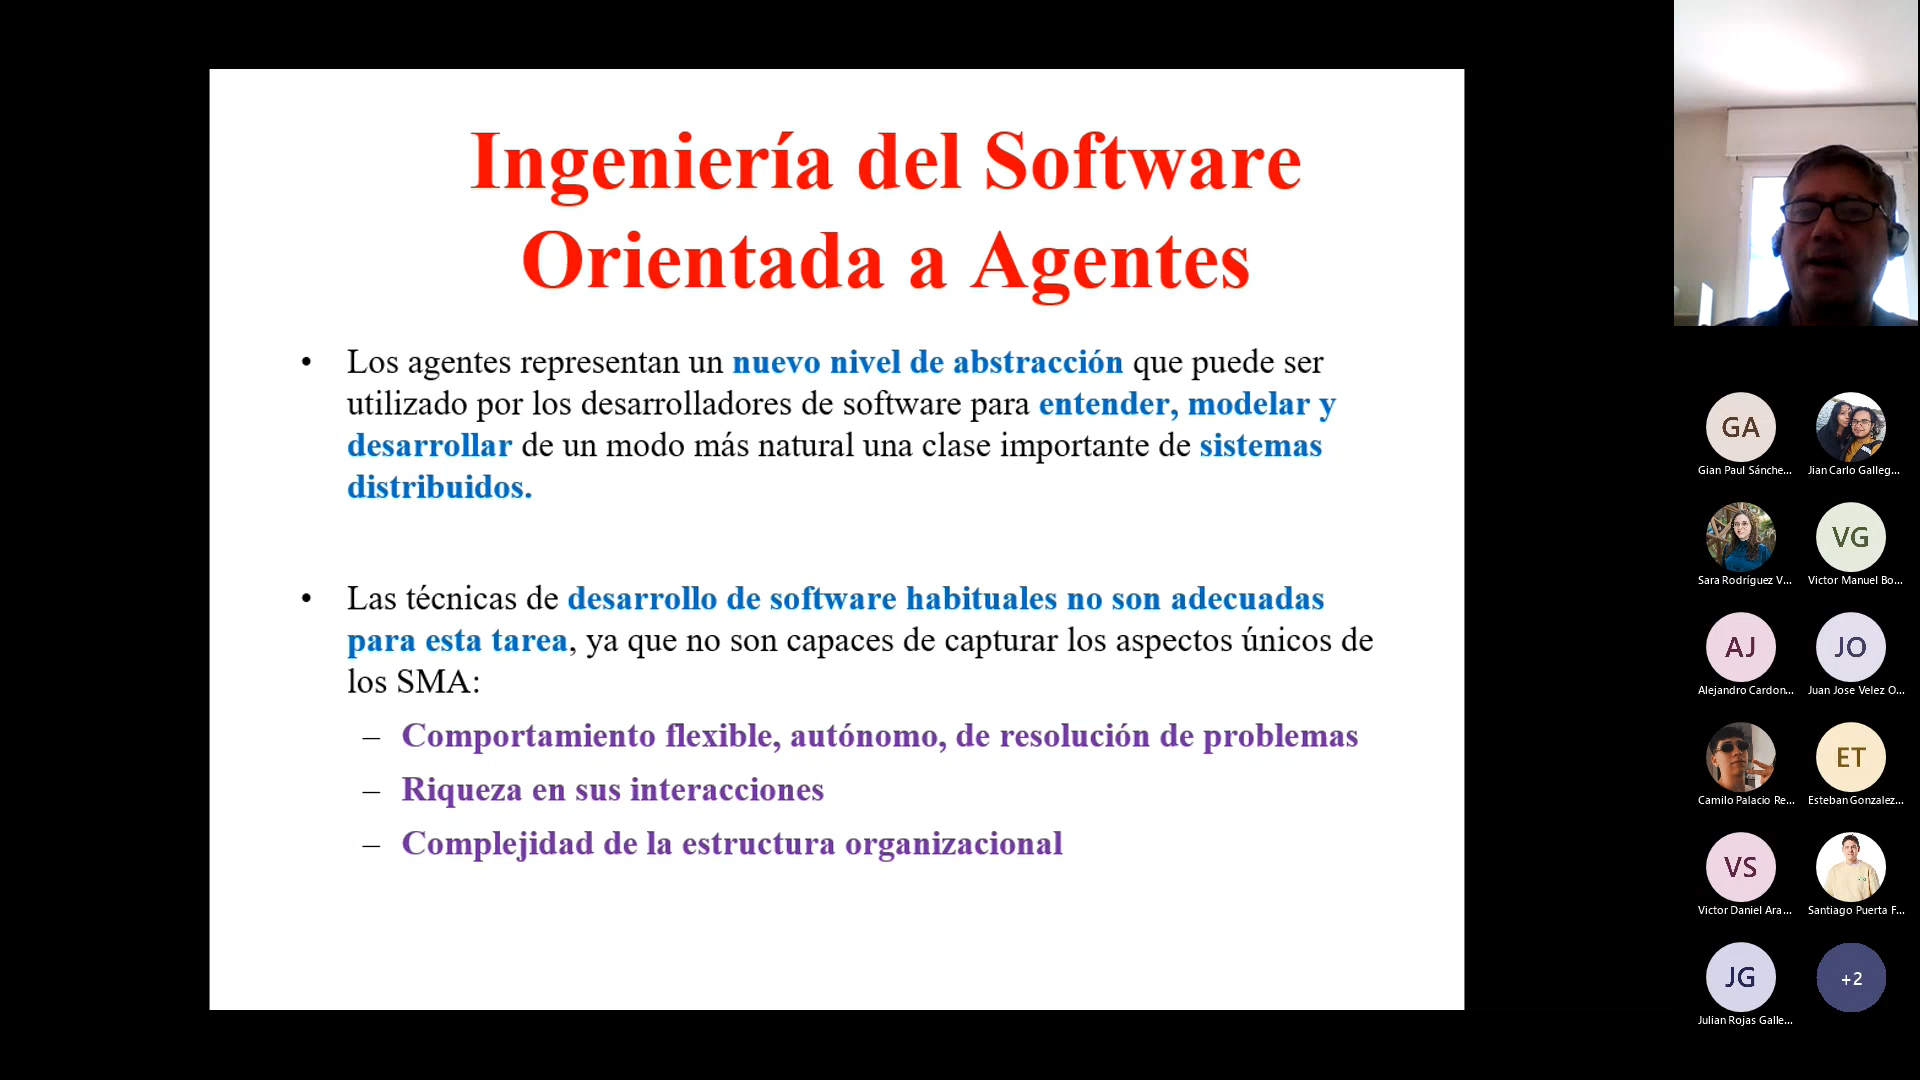 Ingeniería del Software
Orientada a Agentes
• Los agentes representan un nuevo nivel de abstracción que puede ser
utilizado por los desarrolladores de software para entender, modelar y
desarrollar de un modo más natural una clase importante de sistemas
distribuidos.
• Las técnicas de desarrollo de software habituales no son adecuadas
para esta tarea, ya que no son capaces de capturar los aspectos únicos de
los SMA:
– Comportamiento flexible, autónomo, de resolución de problemas
– Riqueza en sus interacciones
– Complejidad de la estructura organizacional
GA
Gian Paul Sánche...
Jian Carlo Galleg...
Sara Rodríguez V...
VG
Victor Manuel Bo...
AJ
Alejandro Cardon...
JO
Juan Jose Velez O...
Camilo Palacio Re...
ET
Esteban Gonzalez...
VS
Victor Daniel Ara...
Santiago Puerta F...
JG
Julian Rojas Galle...
+2